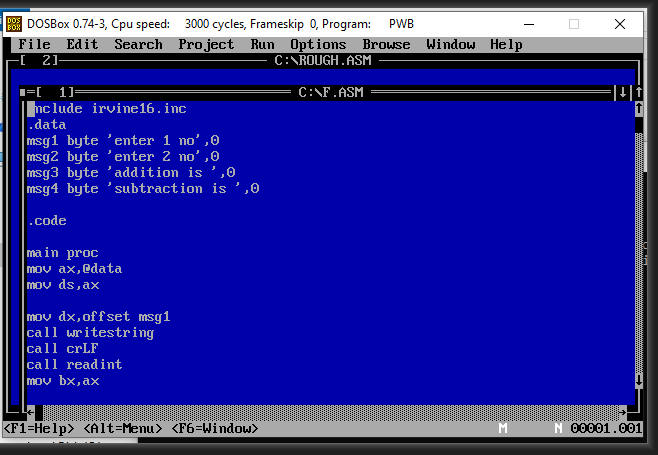 DOSBox 0.74-3, Cpu speed: 3000 cycles, Frameskip 0, Program: PWB
File Edit Search Project Run Options Browse Window Help
[ 2] C:\ROUGH.ASM
[ 1] C:\F.ASM
nclude irvine16.inc
.data
msg1 byte 'enter 1 no',0
msg2 byte 'enter 2 no',0
msg3 byte 'addition is ',0
msg4 byte 'subtraction is ',0
.code
main proc
mov ax,@data
mov ds,ax
mov dx,offset msg1
call writestring
call crLF
call readint
mov bx,ax
<F1=Help> <Alt=Menu> <F6=Window> M N 00001.001